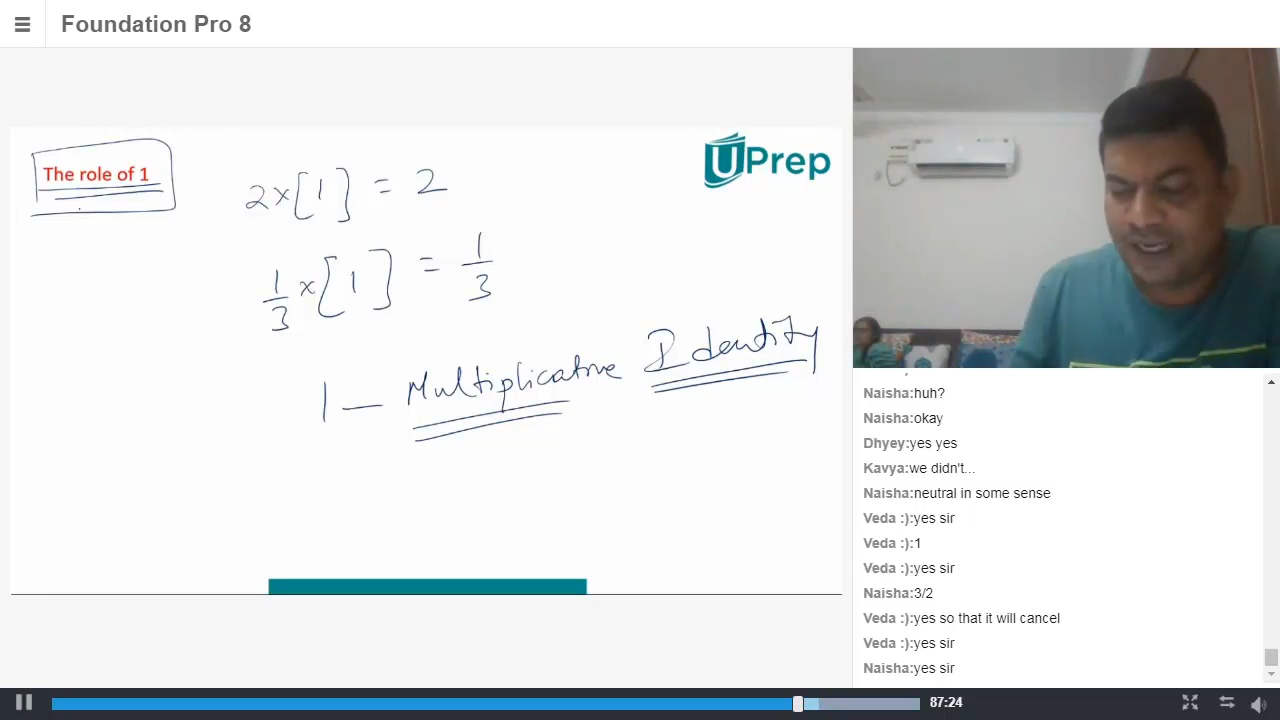 Foundation Pro 8
The role of 1
UPrep
2×[1] = 2
1/3 ×[1] = 1/3
1 — Multiplicative Identity
Naisha:huh?
Naisha:okay
Dhyey:yes yes
Kavya:we didn't...
Naisha:neutral in some sense
Veda :):yes sir
Veda :):1
Veda :):yes sir
Naisha:3/2
Veda :):yes so that it will cancel
Veda :):yes sir
Naisha:yes sir
87:24